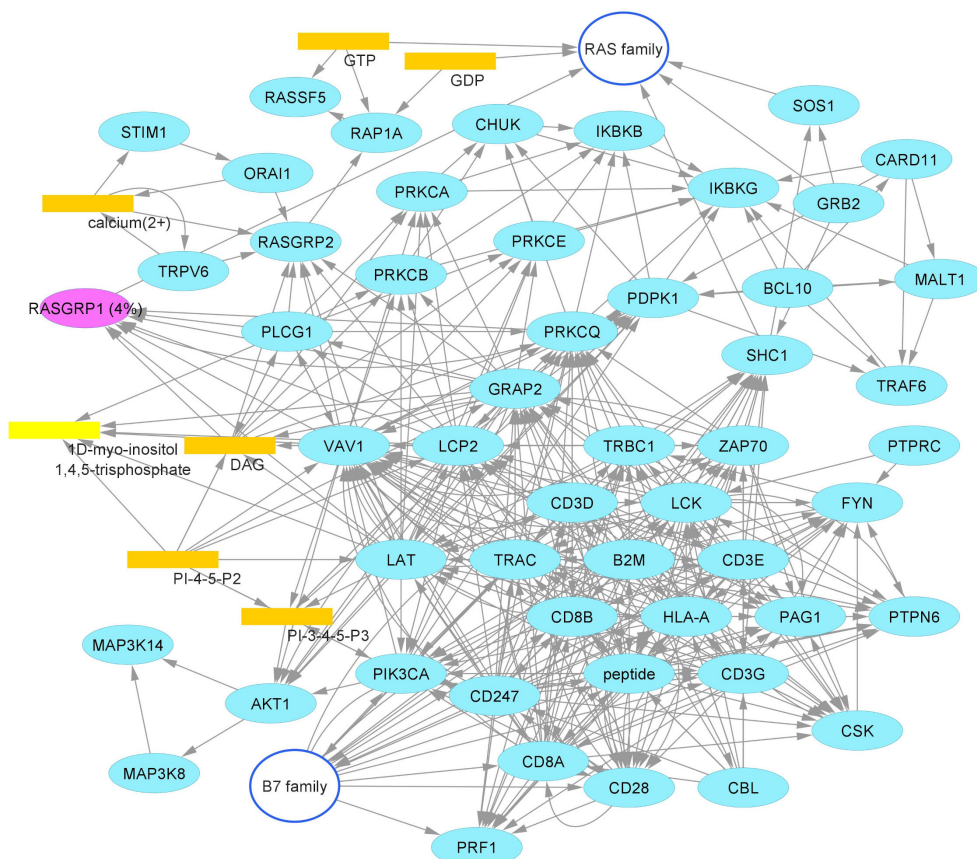 GTP
RAS family
GDP
RASSF5
SOS1
STIM1
RAP1A
CHUK
IKBKB
CARD11
ORAI1
PRKCA
IKBKG
GRB2
calcium(2+)
RASGRP2
PRKCE
TRPV6
PRKCB
BCL10
MALT1
RASGRP1 (4%)
PDPK1
PLCG1
PRKCQ
SHC1
GRAP2
TRAF6
1D-myo-inositol
1,4,5-trisphosphate
DAG
VAV1
LCP2
TRBC1
ZAP70
PTPRC
CD3D
LCK
FYN
PI-4-5-P2
LAT
TRAC
B2M
CD3E
PI-3-4-5-P3
CD8B
HLA-A
PAG1
PTPN6
MAP3K14
PIK3CA
peptide
CD3G
CD247
AKT1
CSK
MAP3K8
B7 family
CD8A
CD28
CBL
PRF1